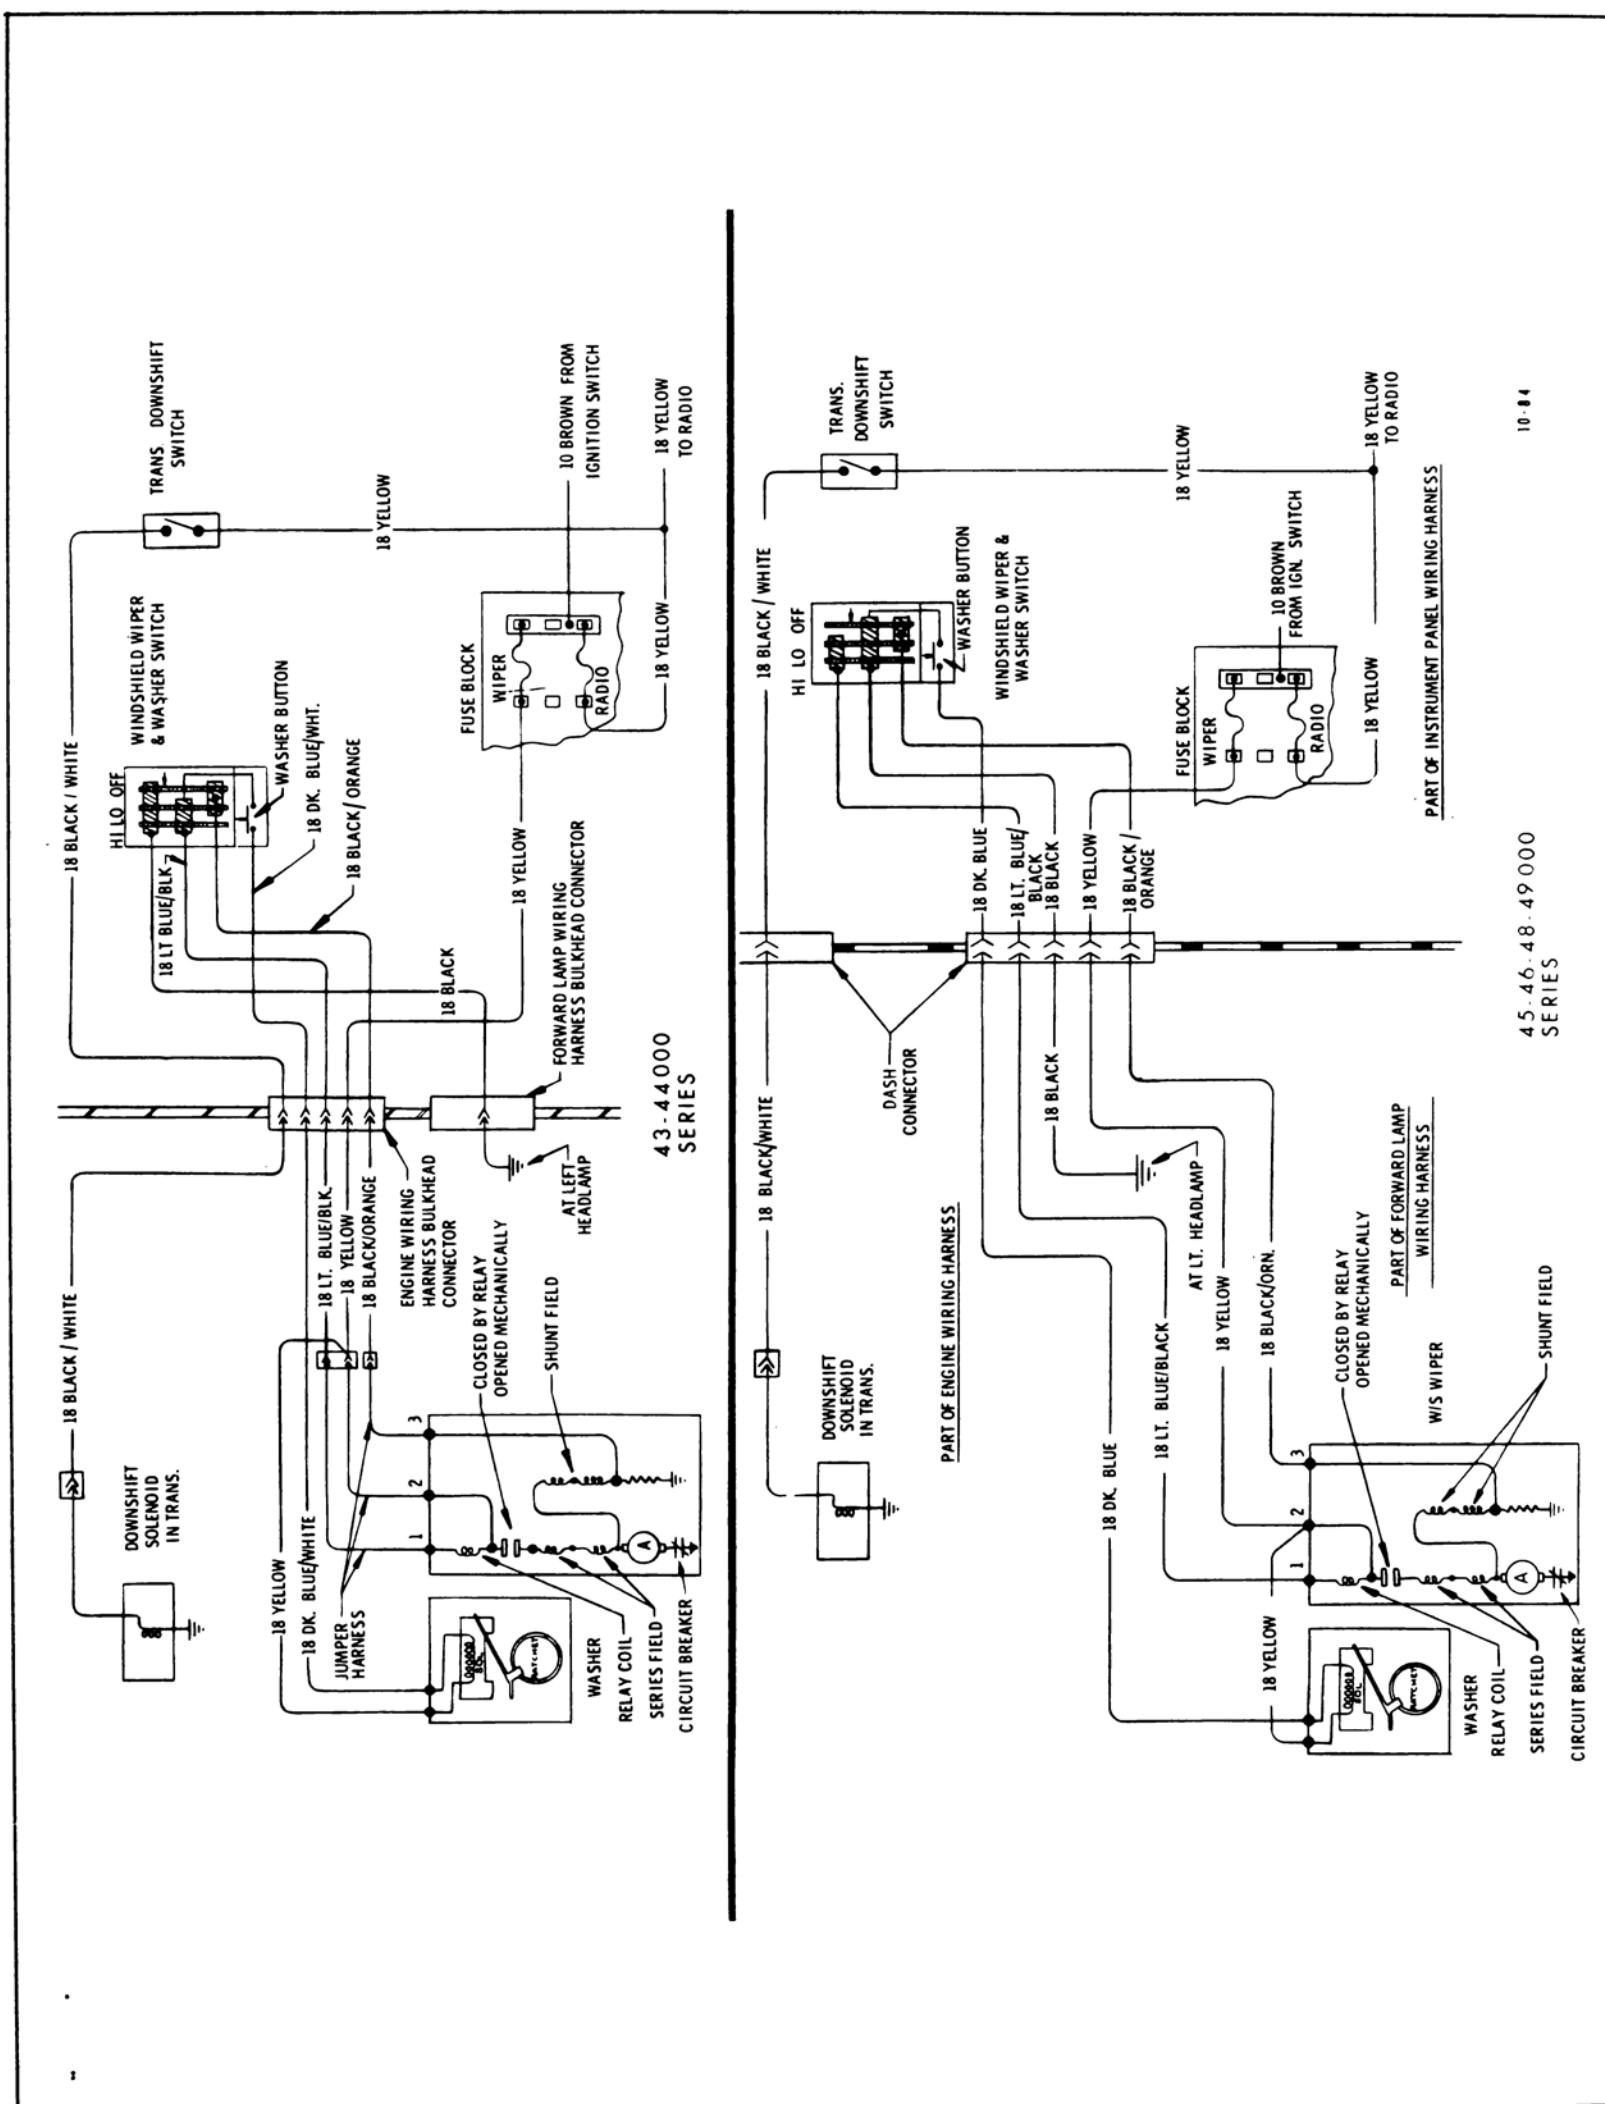 18 BLACK / WHITE
DOWNSHIFT
SOLENOID
IN TRANS.
18 BLACK / WHITE
TRANS. DOWNSHIFT
SWITCH
WINDSHIELD WIPER
& WASHER SWITCH
HI LO OFF
WASHER BUTTON
18 LT BLUE/BLK
18 DK. BLUE/WHT.
18 BLACK/ORANGE
18 YELLOW
18 YELLOW
18 DK. BLUE/WHITE
18 LT. BLUE/BLK.
18 YELLOW
18 BLACK/ORANGE
JUMPER
HARNESS
ENGINE WIRING
HARNESS BULKHEAD
CONNECTOR
18 BLACK
18 YELLOW
FUSE BLOCK
WIPER
RADIO
10 BROWN FROM
IGNITION SWITCH
18 YELLOW
18 YELLOW
TO RADIO
FORWARD LAMP WIRING
HARNESS BULKHEAD CONNECTOR
AT LEFT
HEADLAMP
1
2
3
CLOSED BY RELAY
OPENED MECHANICALLY
SHUNT FIELD
A
SOL
RATCHET
WASHER
RELAY COIL
SERIES FIELD
CIRCUIT BREAKER
43-44000
SERIES
18 BLACK/WHITE
18 BLACK / WHITE
DOWNSHIFT
SOLENOID
IN TRANS.
TRANS.
DOWNSHIFT
SWITCH
HI LO OFF
WASHER BUTTON
WINDSHIELD WIPER &
WASHER SWITCH
DASH
CONNECTOR
18 DK. BLUE
18 LT. BLUE/
BLACK
18 BLACK
18 YELLOW
18 BLACK /
ORANGE
18 YELLOW
FUSE BLOCK
WIPER
RADIO
10 BROWN
FROM IGN. SWITCH
18 YELLOW
18 YELLOW
TO RADIO
PART OF ENGINE WIRING HARNESS
18 BLACK
AT LT. HEADLAMP
18 DK. BLUE
18 LT. BLUE/BLACK
18 YELLOW
18 BLACK/ORN.
18 YELLOW
PART OF FORWARD LAMP
WIRING HARNESS
PART OF INSTRUMENT PANEL WIRING HARNESS
1
2
3
CLOSED BY RELAY
OPENED MECHANICALLY
W/S WIPER
SHUNT FIELD
A
SOL
RATCHET
WASHER
RELAY COIL
SERIES FIELD
CIRCUIT BREAKER
45-46-48-49000
SERIES
10-84